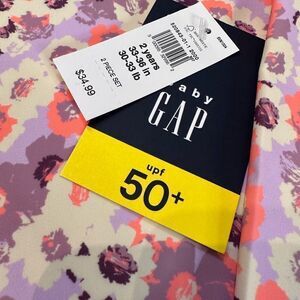 2 years
33-36 in
30-33 lb
2 PIECE SET
$34.99
aby
GAP
upf
50+